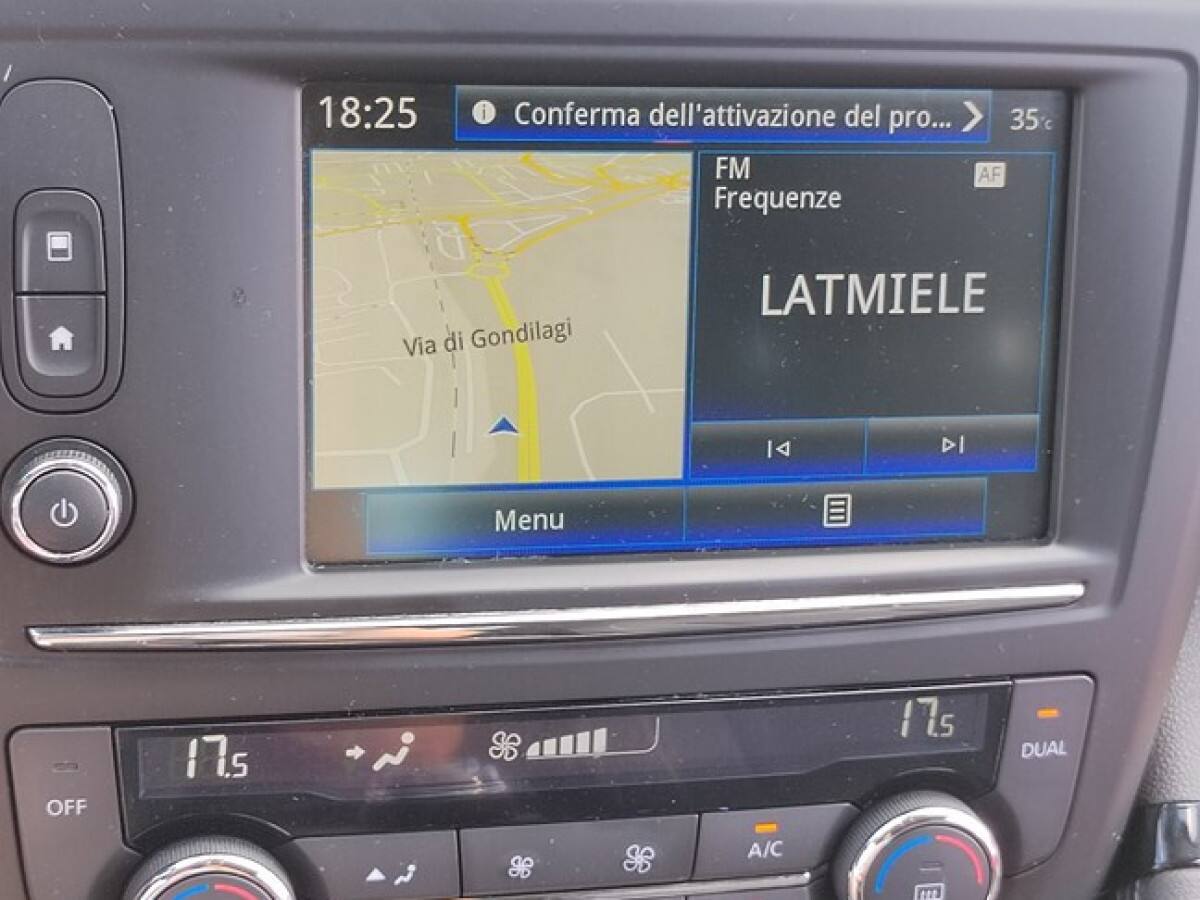 18:25
Conferma dell'attivazione del pro...
35°C
FM
AF
Frequenze
LATMIELE
Via di Gondilagi
Menu
17.5
17.5
DUAL
OFF
A/C